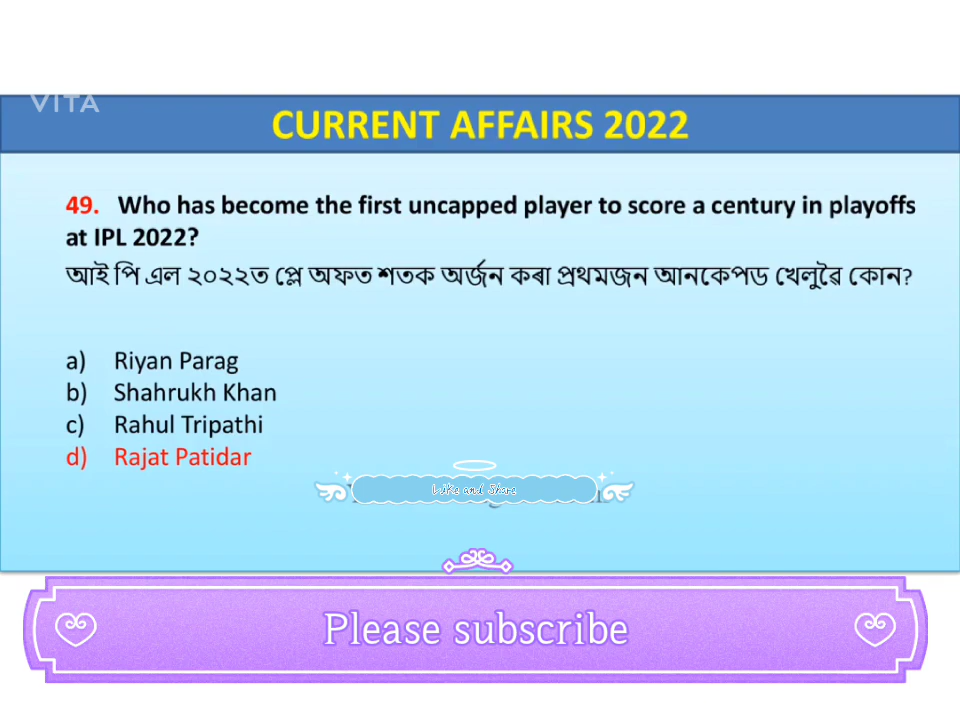 VITA
CURRENT AFFAIRS 2022
49. Who has become the first uncapped player to score a century in playoffs
at IPL 2022?
আই পি এল ২০২২ত প্লে অফত শতক অৰ্জন কৰা প্ৰথমজন আনকেপড খেলুৱৈ কোন?
a) Riyan Parag
b) Shahrukh Khan
c) Rahul Tripathi
d) Rajat Patidar
Like and Share
Please subscribe